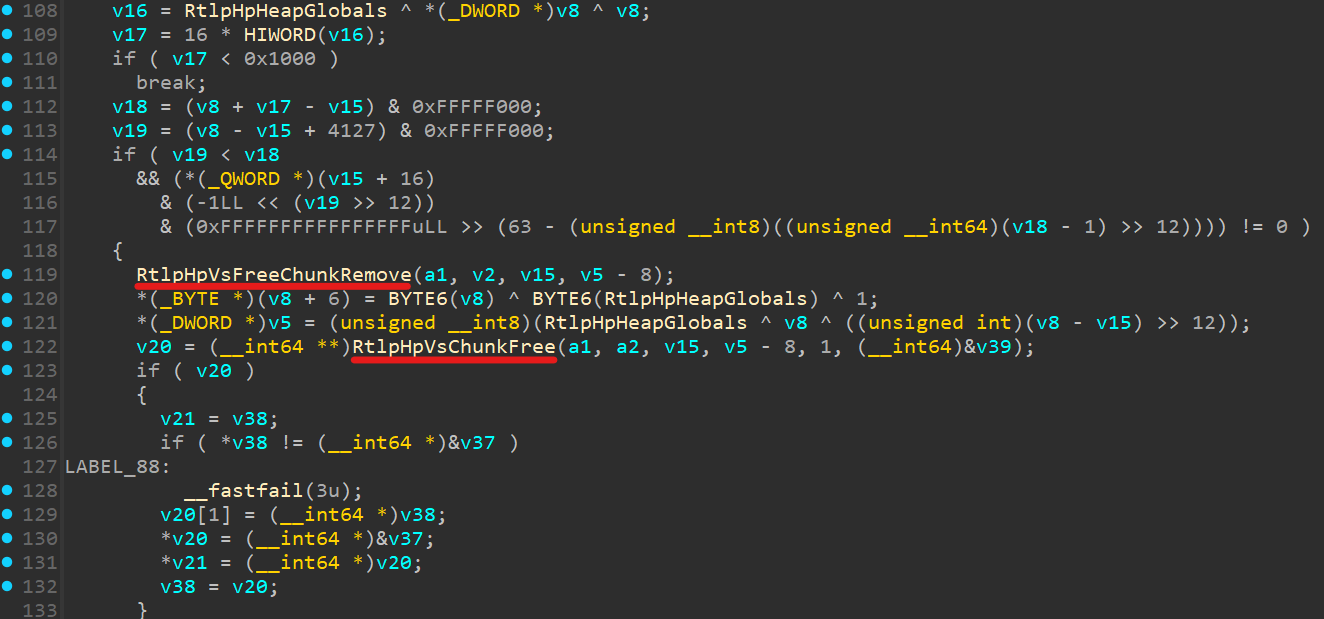 108 v16 = RtlpHpHeapGlobals ^ *(_DWORD *)v8 ^ v8;
109 v17 = 16 * HIWORD(v16);
110 if ( v17 < 0x1000 )
111 break;
112 v18 = (v8 + v17 - v15) & 0xFFFFF000;
113 v19 = (v8 - v15 + 4127) & 0xFFFFF000;
114 if ( v19 < v18
115 && (*(_QWORD *)(v15 + 16)
116 & (-1LL << (v19 >> 12))
117 & (0xFFFFFFFFFFFFFFFFuLL >> (63 - (unsigned __int8)((unsigned __int64)(v18 - 1) >> 12)))) != 0 )
118 {
119 RtlpHpVsFreeChunkRemove(a1, v2, v15, v5 - 8);
120 *(_BYTE *)(v8 + 6) = BYTE6(v8) ^ BYTE6(RtlpHpHeapGlobals) ^ 1;
121 *(_DWORD *)v5 = (unsigned __int8)(RtlpHpHeapGlobals ^ v8 ^ ((unsigned int)(v8 - v15) >> 12));
122 v20 = (__int64 **)RtlpHpVsChunkFree(a1, a2, v15, v5 - 8, 1, (__int64)&v39);
123 if ( v20 )
124 {
125 v21 = v38;
126 if ( *v38 != (__int64 *)&v37 )
127 LABEL_88:
128 __fastfail(3u);
129 v20[1] = (__int64 *)v38;
130 *v20 = (__int64 *)&v37;
131 *v21 = (__int64 *)v20;
132 v38 = v20;
133 }